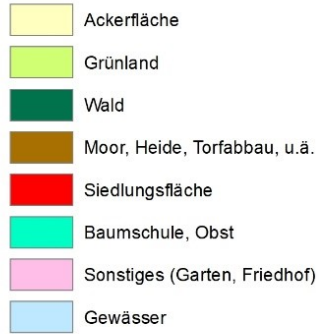 Ackerfläche
Grünland
Wald
Moor, Heide, Torfabbau, u.ä.
Siedlungsfläche
Baumschule, Obst
Sonstiges (Garten, Friedhof)
Gewässer